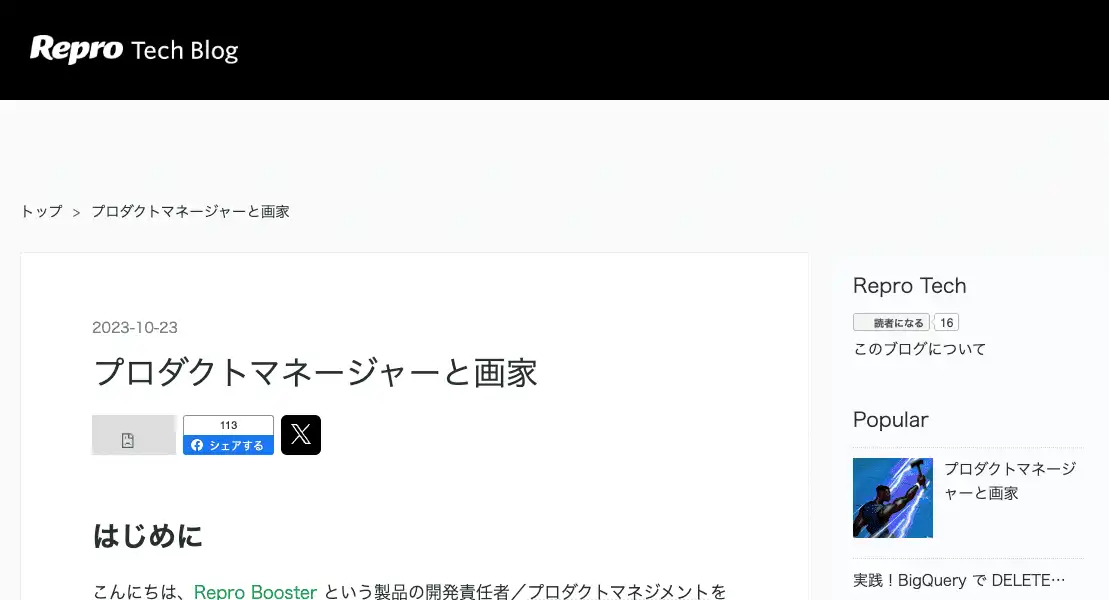 Repro Tech Blog
トップ > プロダクトマネージャーと画家
2023-10-23
プロダクトマネージャーと画家
113
シェアする
はじめに
こんにちは、Repro Booster という製品の開発責任者／プロダクトマネジメントを
Repro Tech
読者になる 16
このブログについて
Popular
プロダクトマネージ
ャーと画家
実践！BigQuery で DELETE…